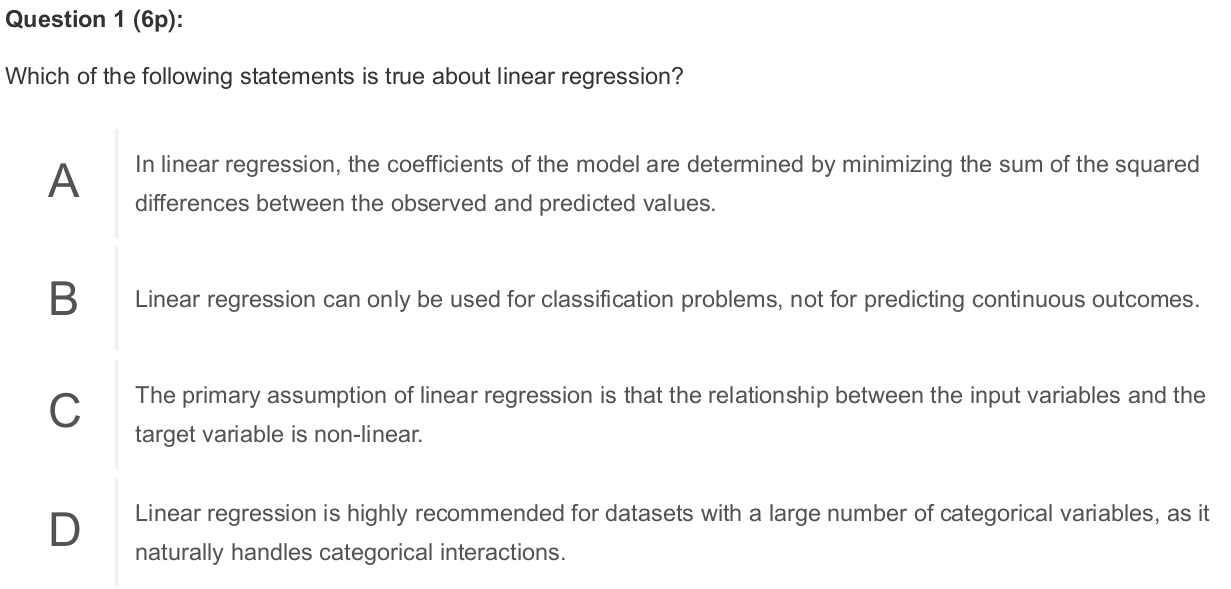 Question 1 (6p):
Which of the following statements is true about linear regression?
A
In linear regression, the coefficients of the model are determined by minimizing the sum of the squared
differences between the observed and predicted values.
B
Linear regression can only be used for classification problems, not for predicting continuous outcomes.
C
The primary assumption of linear regression is that the relationship between the input variables and the
target variable is non-linear.
D
Linear regression is highly recommended for datasets with a large number of categorical variables, as it
naturally handles categorical interactions.